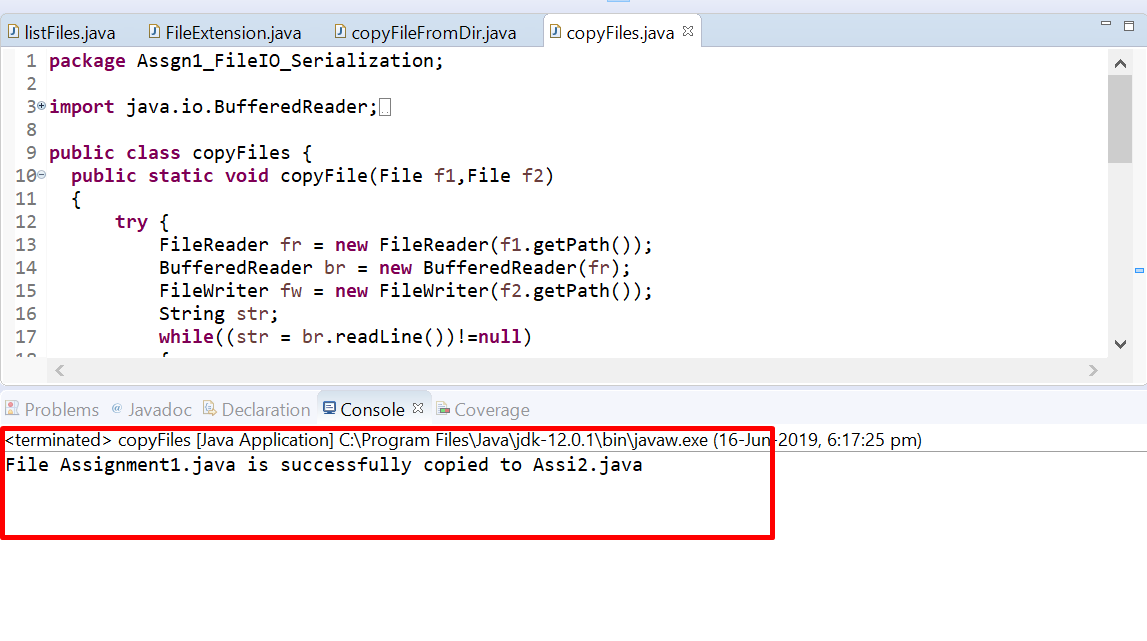 listFiles.java FileExtension.java copyFileFromDir.java copyFiles.java
1 package Assgn1_FileIO_Serialization;
2
3 import java.io.BufferedReader;
8
9 public class copyFiles {
10 public static void copyFile(File f1,File f2)
11 {
12 try {
13 FileReader fr = new FileReader(f1.getPath());
14 BufferedReader br = new BufferedReader(fr);
15 FileWriter fw = new FileWriter(f2.getPath());
16 String str;
17 while((str = br.readLine())!=null)
Problems Javadoc Declaration Console Coverage
<terminated> copyFiles [Java Application] C:\Program Files\Java\jdk-12.0.1\bin\javaw.exe (16-Jun-2019, 6:17:25 pm)
File Assignment1.java is successfully copied to Assi2.java